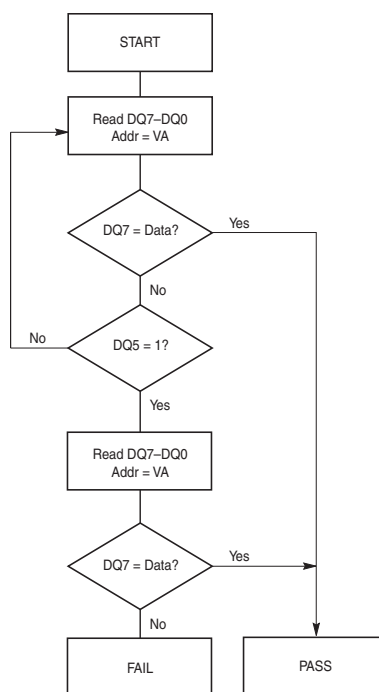 START
Read DQ7–DQ0
Addr = VA
DQ7 = Data?
Yes
No
No
DQ5 = 1?
Yes
Read DQ7–DQ0
Addr = VA
DQ7 = Data?
Yes
No
FAIL
PASS